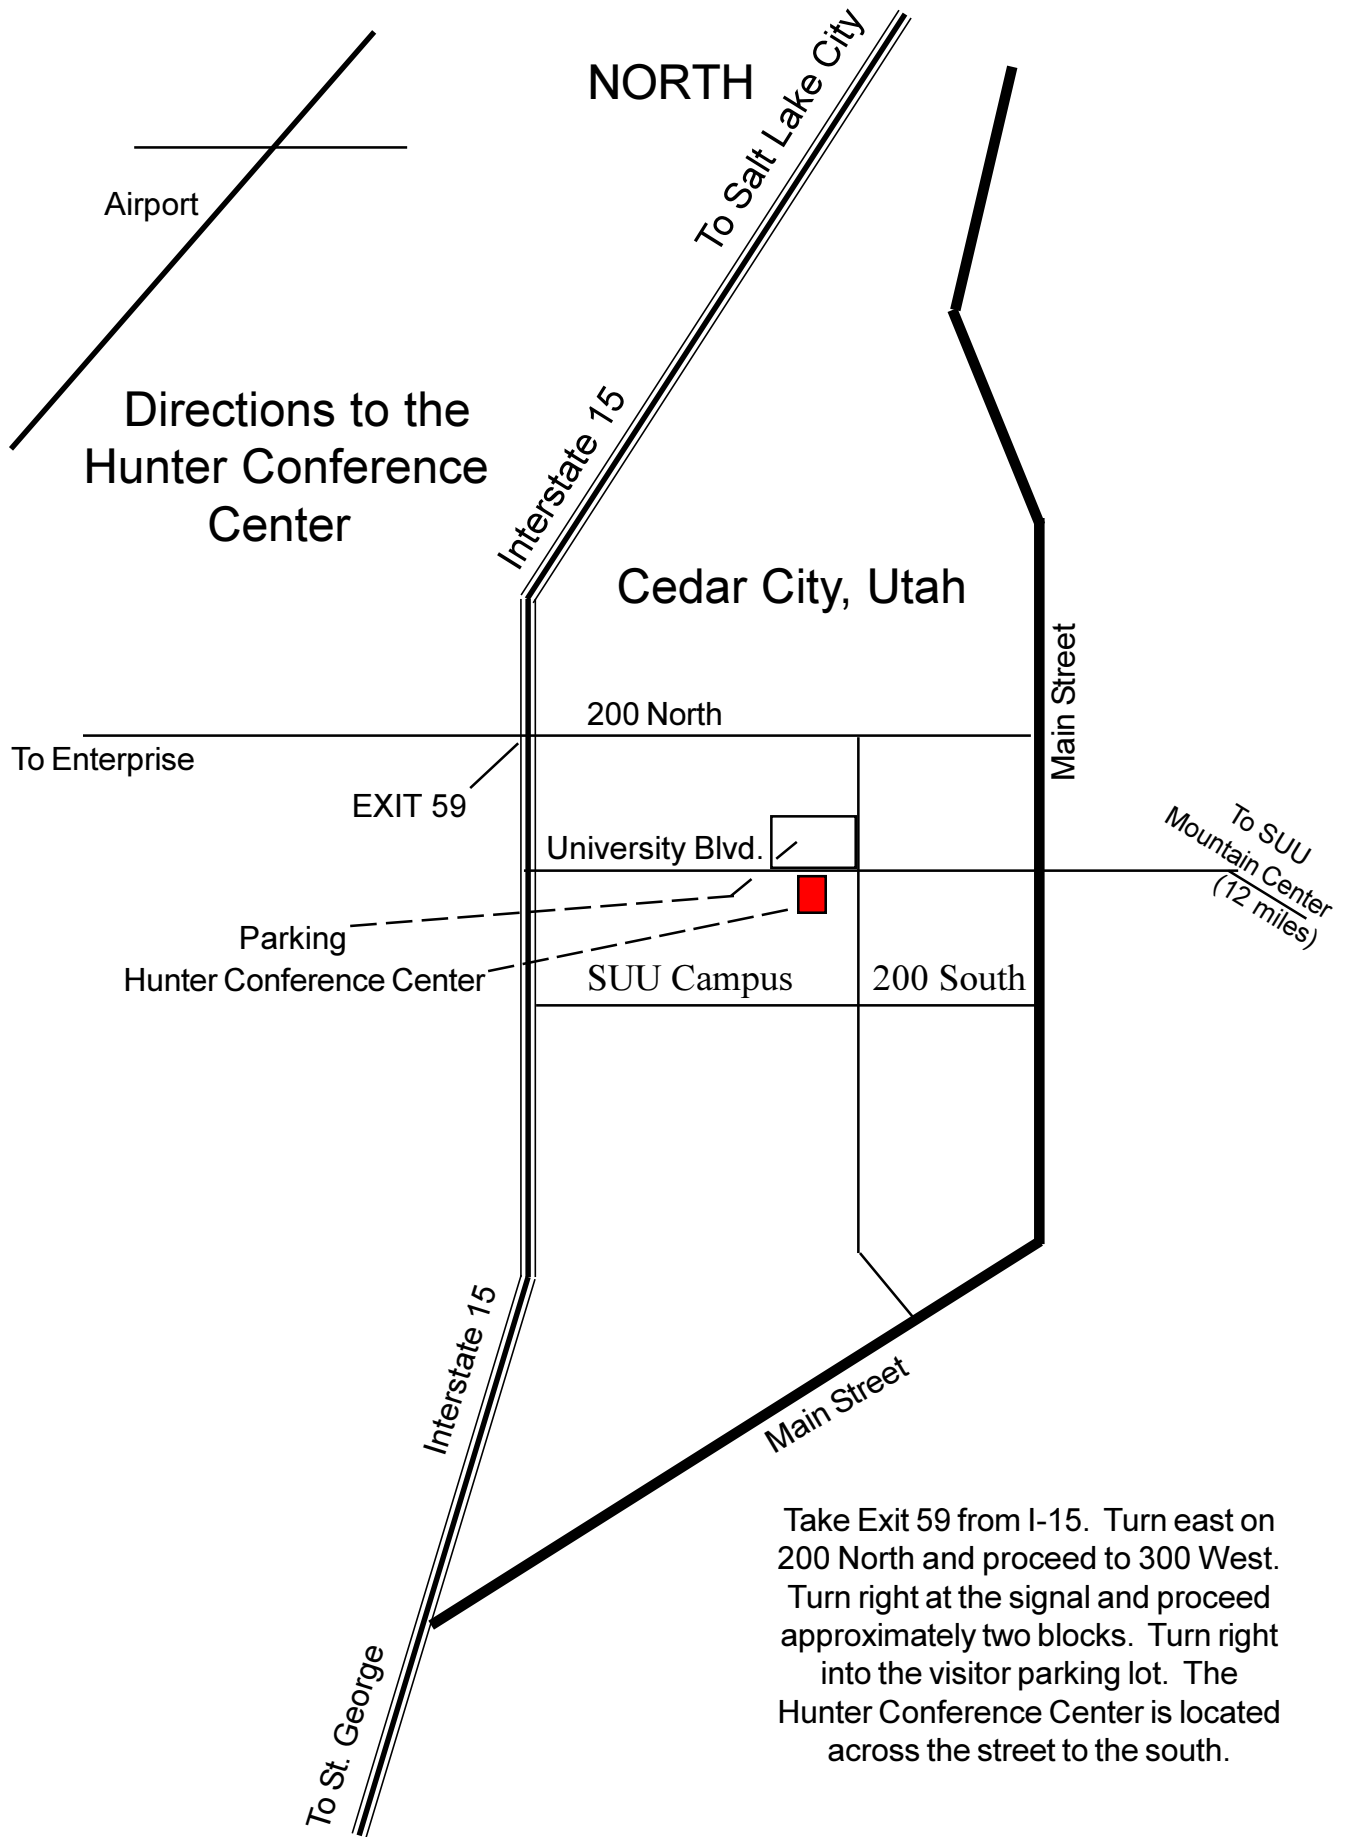 NORTH
To Salt Lake City
Airport
Directions to the
Hunter Conference
Center
Interstate 15
Cedar City, Utah
Main Street
200 North
To Enterprise
EXIT 59
University Blvd.
To SUU
Mountain Center
(12 miles)
Parking
Hunter Conference Center
SUU Campus
200 South
Interstate 15
Main Street
To St. George
Take Exit 59 from I-15.  Turn east on
200 North and proceed to 300 West.
Turn right at the signal and proceed
approximately two blocks.  Turn right
into the visitor parking lot.  The
Hunter Conference Center is located
across the street to the south.